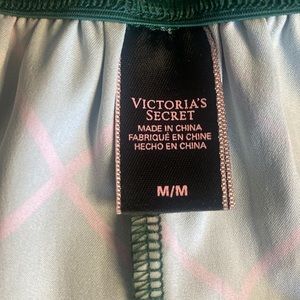 VICTORIA'S
SECRET
MADE IN CHINA
FABRIQUÉ EN CHINE
HECHO EN CHINA
M/M